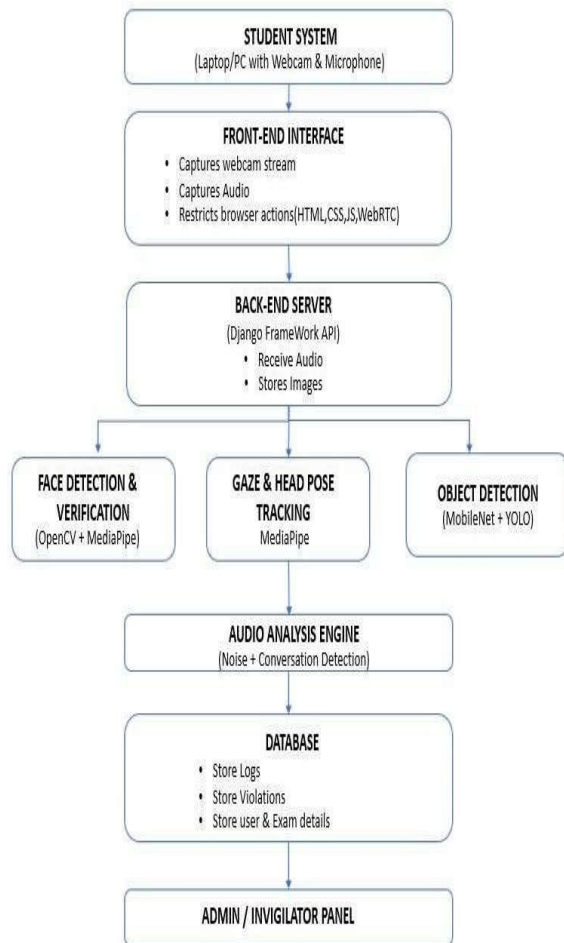 STUDENT SYSTEM
(Laptop/PC with Webcam & Microphone)
FRONT-END INTERFACE
• Captures webcam stream
• Captures Audio
• Restricts browser actions(HTML,CSS,JS,WebRTC)
BACK-END SERVER
(Django FrameWork API)
• Receive Audio
• Stores Images
FACE DETECTION &
VERIFICATION
(OpenCV + MediaPipe)
GAZE & HEAD POSE
TRACKING
MediaPipe
OBJECT DETECTION
(MobileNet + YOLO)
AUDIO ANALYSIS ENGINE
(Noise + Conversation Detection)
DATABASE
• Store Logs
• Store Violations
• Store user & Exam details
ADMIN / INVIGILATOR PANEL